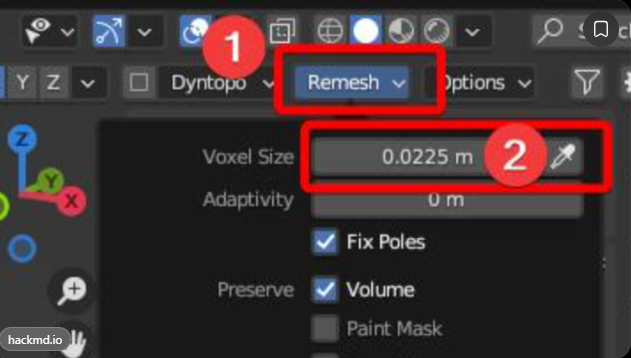 1
Y Z Dyntopo Remesh Options
Voxel Size 0.0225 m 2
Adaptivity 0 m
Fix Poles
Preserve Volume
Paint Mask
Z
Y
X
hackmd.io